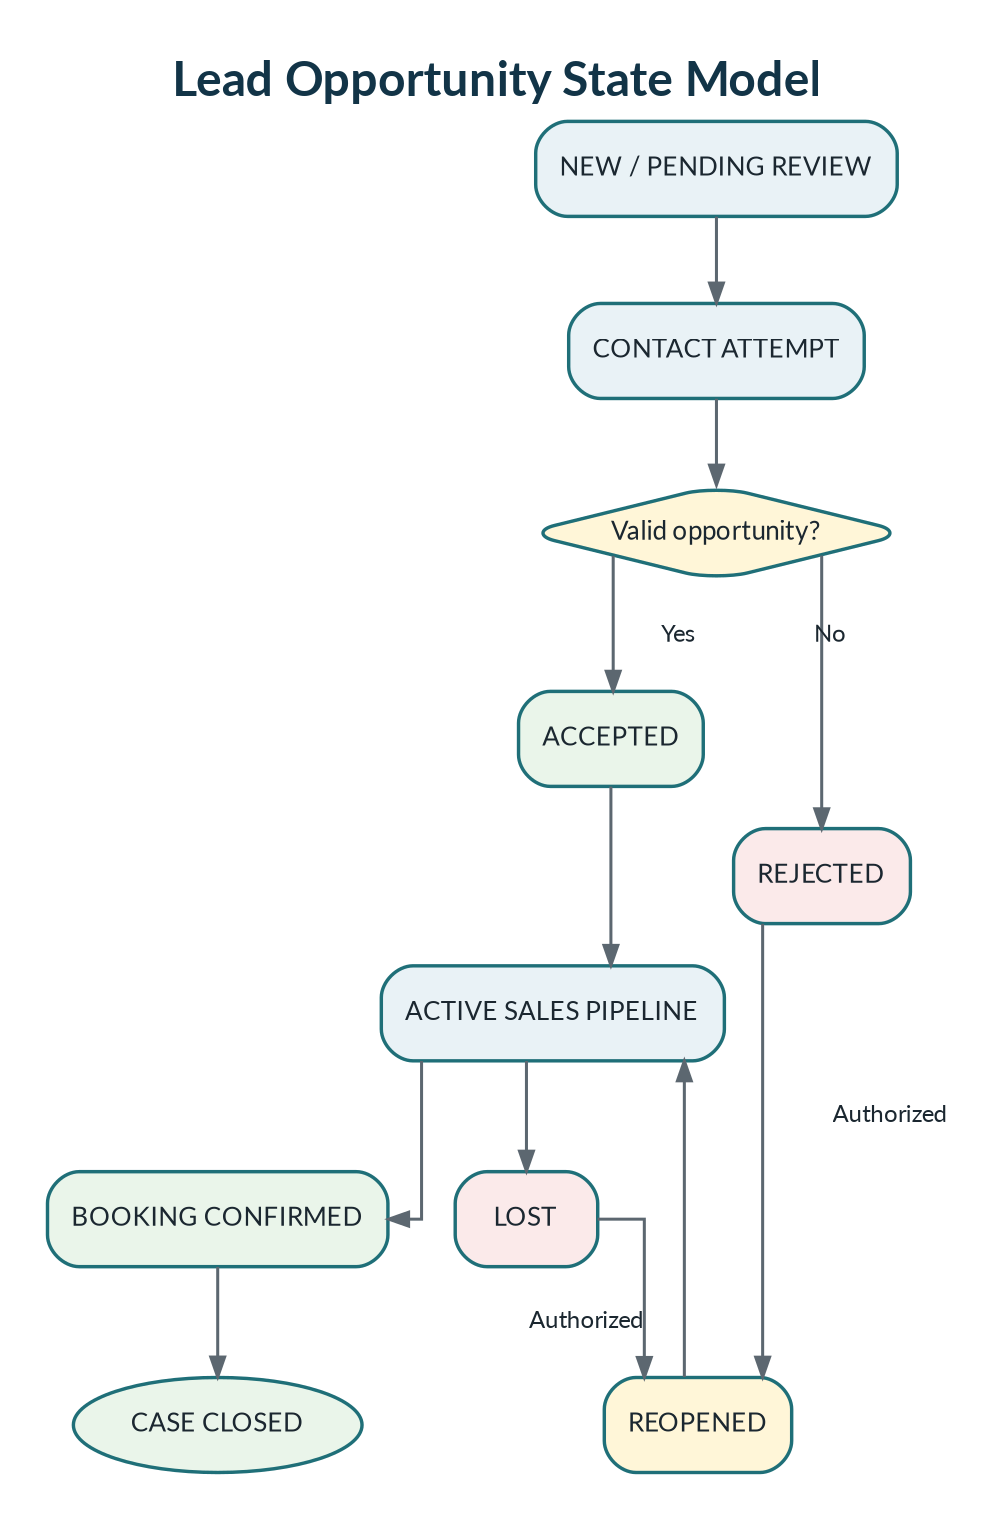 Lead Opportunity State Model
NEW / PENDING REVIEW
CONTACT ATTEMPT
Valid opportunity?
Yes
No
ACCEPTED
REJECTED
ACTIVE SALES PIPELINE
Authorized
BOOKING CONFIRMED
LOST
Authorized
CASE CLOSED
REOPENED